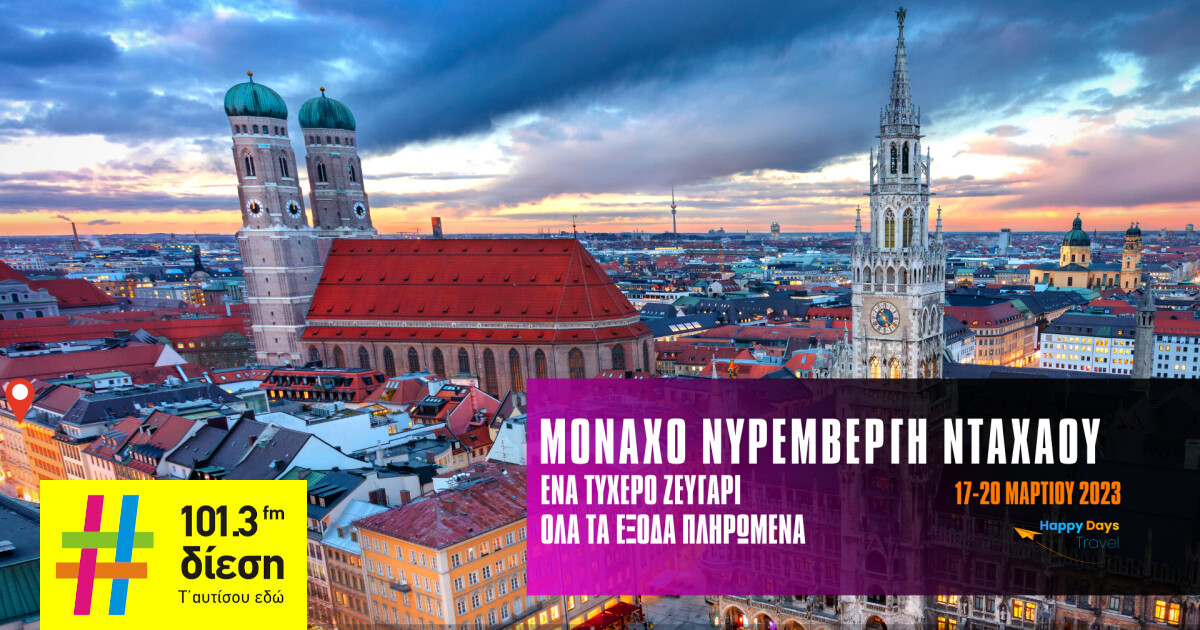 ΜΟΝΑΧΟ ΝΥΡΕΜΒΕΡΓΗ ΝΤΑΧΑΟΥ
ΕΝΑ ΤΥΧΕΡΟ ΖΕΥΓΑΡΙ
17-20 ΜΑΡΤΙΟΥ 2023
ΟΛΑ ΤΑ ΕΞΟΔΑ ΠΛΗΡΩΜΕΝΑ
Happy Days
Travel
101.3 fm
δίεση
Τ΄αυτίσου εδώ